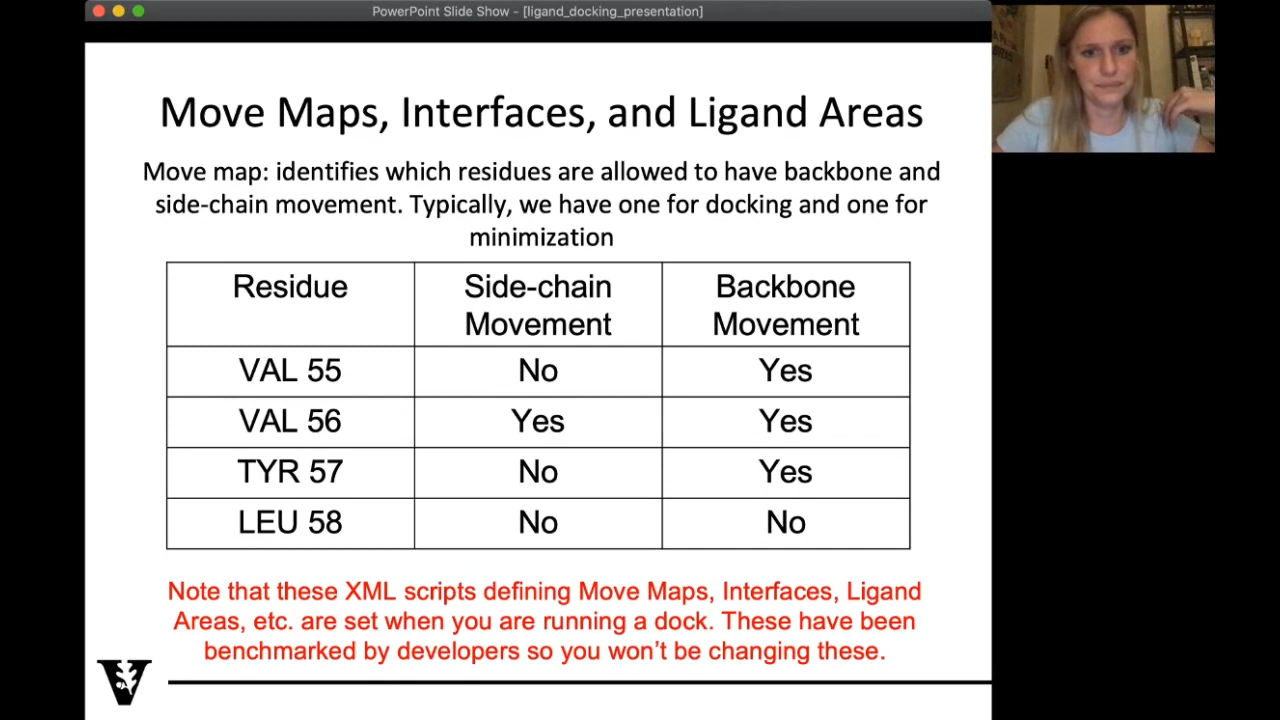 PowerPoint Slide Show - [ligand_docking_presentation]
Move Maps, Interfaces, and Ligand Areas
Move map: identifies which residues are allowed to have backbone and
side-chain movement. Typically, we have one for docking and one for
minimization
Residue
Side-chain
Movement
Backbone
Movement
VAL 55 No Yes
VAL 56 Yes Yes
TYR 57 No Yes
LEU 58 No No
Note that these XML scripts defining Move Maps, Interfaces, Ligand
Areas, etc. are set when you are running a dock. These have been
benchmarked by developers so you won't be changing these.
V